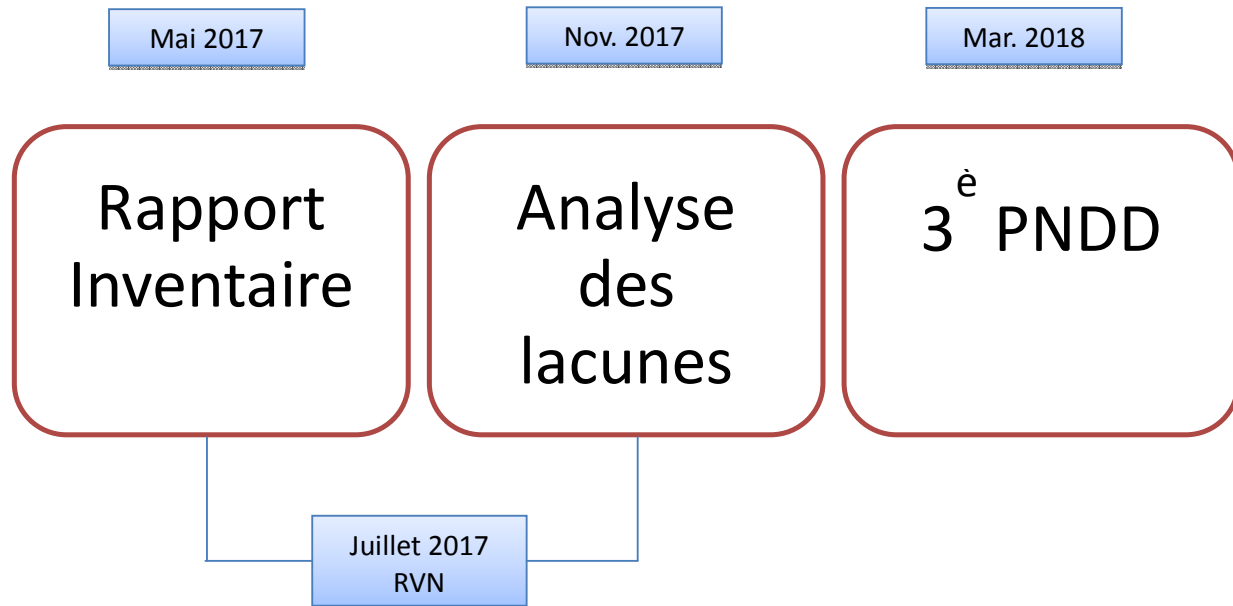 Mai 2017
Nov. 2017
Mar. 2018
Rapport
Inventaire
Analyse
des
lacunes
3è PNDD
Juillet 2017
RVN